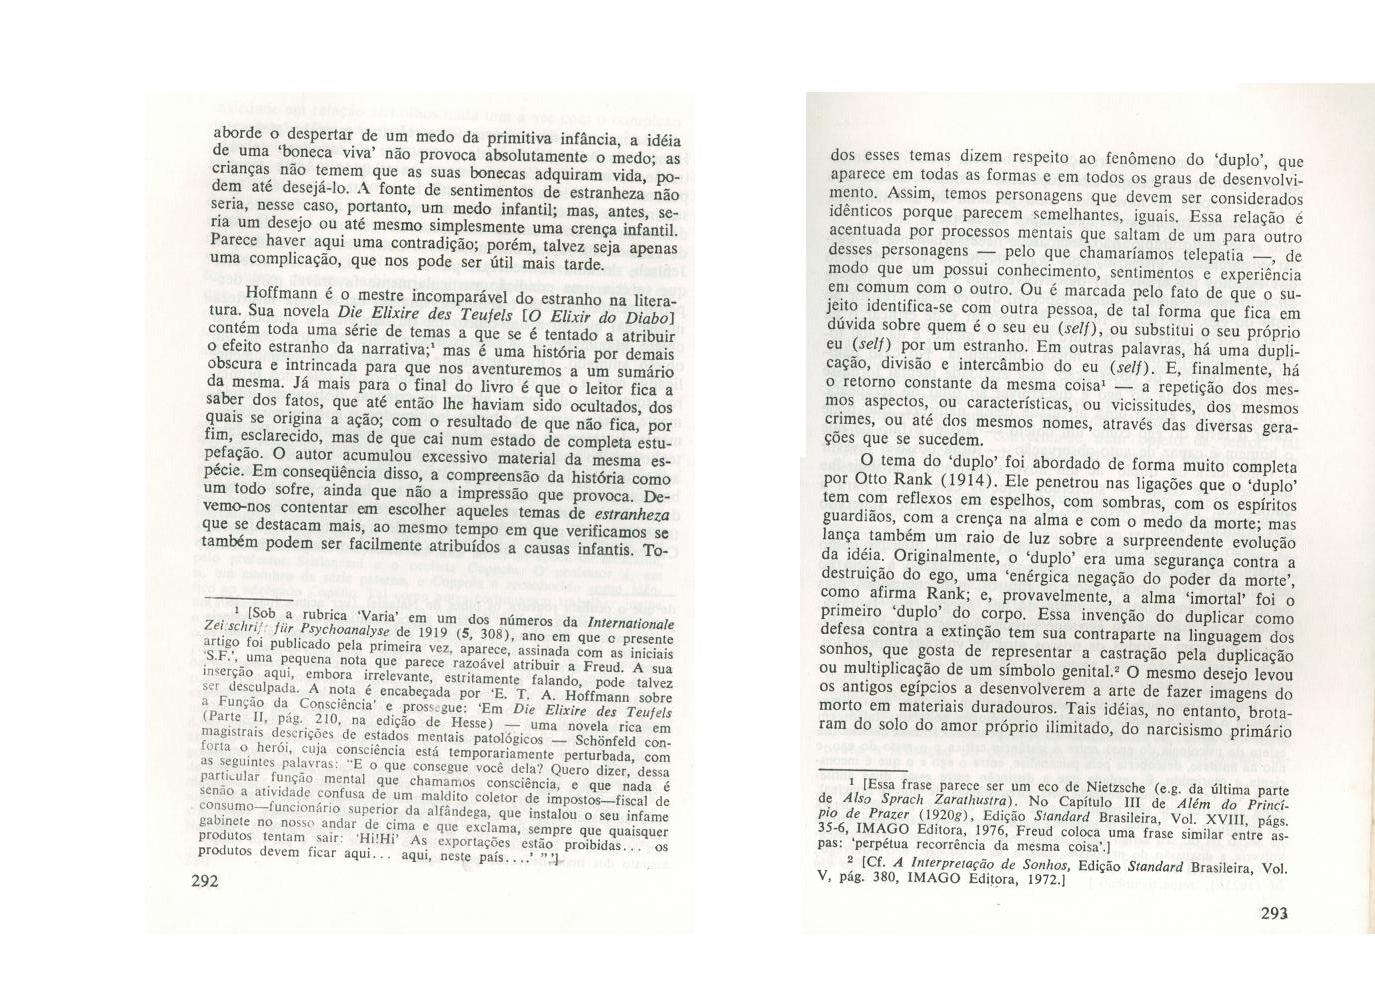 aborde o despertar de um medo da primitiva infância, a idéia
de uma ‘boneca viva’ não provoca absolutamente o medo; as
crianças não temem que as suas bonecas adquiram vida, po-
dem até desejá-lo. A fonte de sentimentos de estranheza não
seria, nesse caso, portanto, um medo infantil; mas, antes, se-
ria um desejo ou até mesmo simplesmente uma crença infantil.
Parece haver aqui uma contradição; porém, talvez seja apenas
uma complicação, que nos pode ser útil mais tarde.
Hoffmann é o mestre incomparável do estranho na litera-
tura. Sua novela Die Elixire des Teufels [O Elixir do Diabo]
contém toda uma série de temas a que se é tentado a atribuir
o efeito estranho da narrativa;¹ mas é uma história por demais
obscura e intrincada para que nos aventuremos a um sumário
da mesma. Já mais para o final do livro é que o leitor fica a
saber dos fatos, que até então lhe haviam sido ocultados, dos
quais se origina a ação; com o resultado de que não fica, por
fim, esclarecido, mas de que cai num estado de completa estu-
pefação. O autor acumulou excessivo material da mesma es-
pécie. Em conseqüência disso, a compreensão da história como
um todo sofre, ainda que não a impressão que provoca. De-
vemo-nos contentar em escolher aqueles temas de estranheza
que se destacam mais, ao mesmo tempo em que verificamos se
também podem ser facilmente atribuídos a causas infantis. To-
¹ [Sob a rubrica ‘Varia’ em um dos números da Internationale
Zeitschrift für Psychoanalyse de 1919 (5, 308), ano em que o presente
artigo foi publicado pela primeira vez, aparece, assinada com as iniciais
‘S.F.’, uma pequena nota que parece razoável atribuir a Freud. A sua
inserção aqui, embora irrelevante, estritamente falando, pode talvez
ser desculpada. A nota é encabeçada por ‘E. T. A. Hoffmann sobre
a Função da Consciência’ e prossegue: ‘Em Die Elixire des Teufels
(Parte II, pág. 210, na edição de Hesse) — uma novela rica em
magistrais descrições de estados mentais patológicos — Schönfeld con-
forta o herói, cuja consciência está temporariamente perturbada, com
as seguintes palavras: “E o que consegue você dela? Quero dizer, dessa
particular função mental que chamamos consciência, e que nada é
senão a atividade confusa de um maldito coletor de impostos—fiscal de
consumo—funcionário superior da alfândega, que instalou o seu infame
gabinete no nosso andar de cima e que exclama, sempre que quaisquer
produtos tentam sair: ‘Hi!Hi’ As exportações estão proibidas... os
produtos devem ficar aqui... aqui, neste país....’ ”’]
292
dos esses temas dizem respeito ao fenômeno do ‘duplo’, que
aparece em todas as formas e em todos os graus de desenvolvi-
mento. Assim, temos personagens que devem ser considerados
idênticos porque parecem semelhantes, iguais. Essa relação é
acentuada por processos mentais que saltam de um para outro
desses personagens — pelo que chamaríamos telepatia —, de
modo que um possui conhecimento, sentimentos e experiência
em comum com o outro. Ou é marcada pelo fato de que o su-
jeito identifica-se com outra pessoa, de tal forma que fica em
dúvida sobre quem é o seu eu (self), ou substitui o seu próprio
eu (self) por um estranho. Em outras palavras, há uma dupli-
cação, divisão e intercâmbio do eu (self). E, finalmente, há
o retorno constante da mesma coisa¹ — a repetição dos mes-
mos aspectos, ou características, ou vicissitudes, dos mesmos
crimes, ou até dos mesmos nomes, através das diversas gera-
ções que se sucedem.
O tema do ‘duplo’ foi abordado de forma muito completa
por Otto Rank (1914). Ele penetrou nas ligações que o ‘duplo’
tem com reflexos em espelhos, com sombras, com os espíritos
guardiãos, com a crença na alma e com o medo da morte; mas
lança também um raio de luz sobre a surpreendente evolução
da idéia. Originalmente, o ‘duplo’ era uma segurança contra a
destruição do ego, uma ‘enérgica negação do poder da morte’,
como afirma Rank; e, provavelmente, a alma ‘imortal’ foi o
primeiro ‘duplo’ do corpo. Essa invenção do duplicar como
defesa contra a extinção tem sua contraparte na linguagem dos
sonhos, que gosta de representar a castração pela duplicação
ou multiplicação de um símbolo genital.² O mesmo desejo levou
os antigos egípcios a desenvolverem a arte de fazer imagens do
morto em materiais duradouros. Tais idéias, no entanto, brota-
ram do solo do amor próprio ilimitado, do narcisismo primário
¹ [Essa frase parece ser um eco de Nietzsche (e.g. da última parte
de Also Sprach Zarathustra). No Capítulo III de Além do Princí-
pio de Prazer (1920g), Edição Standard Brasileira, Vol. XVIII, págs.
35-6, IMAGO Editora, 1976, Freud coloca uma frase similar entre as-
pas: ‘perpétua recorrência da mesma coisa’.]
² [Cf. A Interpretação de Sonhos, Edição Standard Brasileira, Vol.
V, pág. 380, IMAGO Editora, 1972.]
293